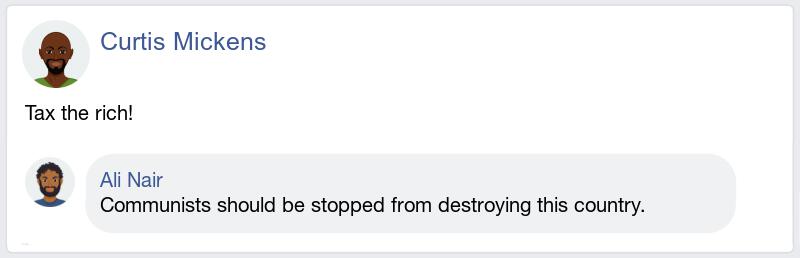 Curtis Mickens
Tax the rich!
Ali Nair
Communists should be stopped from destroying this country.